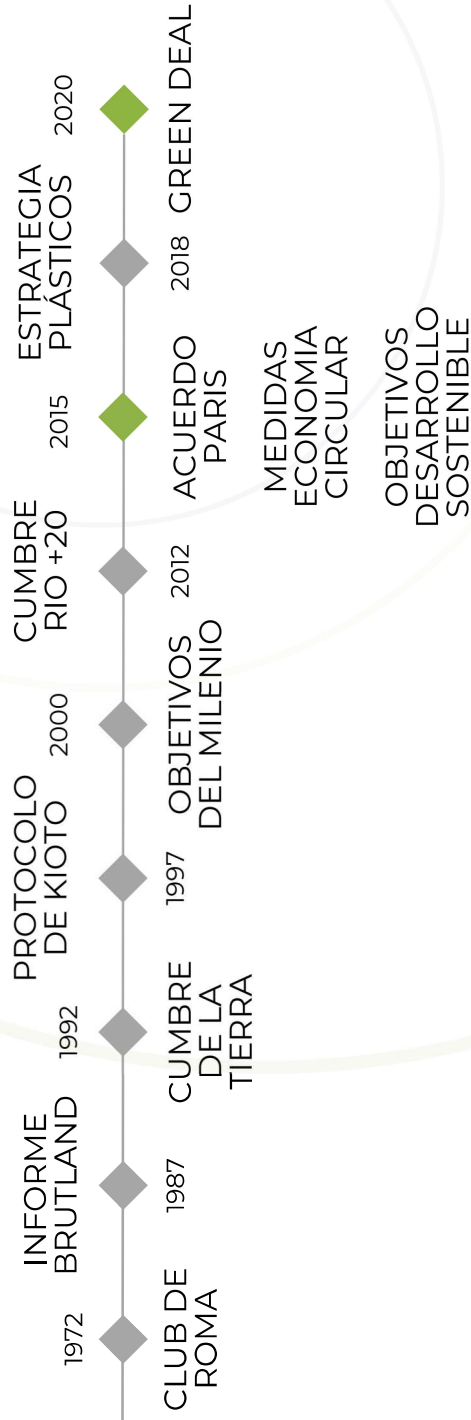 1972
CLUB DE
ROMA
INFORME
BRUTLAND
1987
1992
CUMBRE
DE LA
TIERRA
PROTOCOLO
DE KIOTO
1997
2000
OBJETIVOS
DEL MILENIO
CUMBRE
RIO +20
2012
2015
ACUERDO
PARIS
MEDIDAS
ECONOMIA
CIRCULAR
OBJETIVOS
DESARROLLO
SOSTENIBLE
ESTRATEGIA
PLÁSTICOS
2018
2020
GREEN DEAL